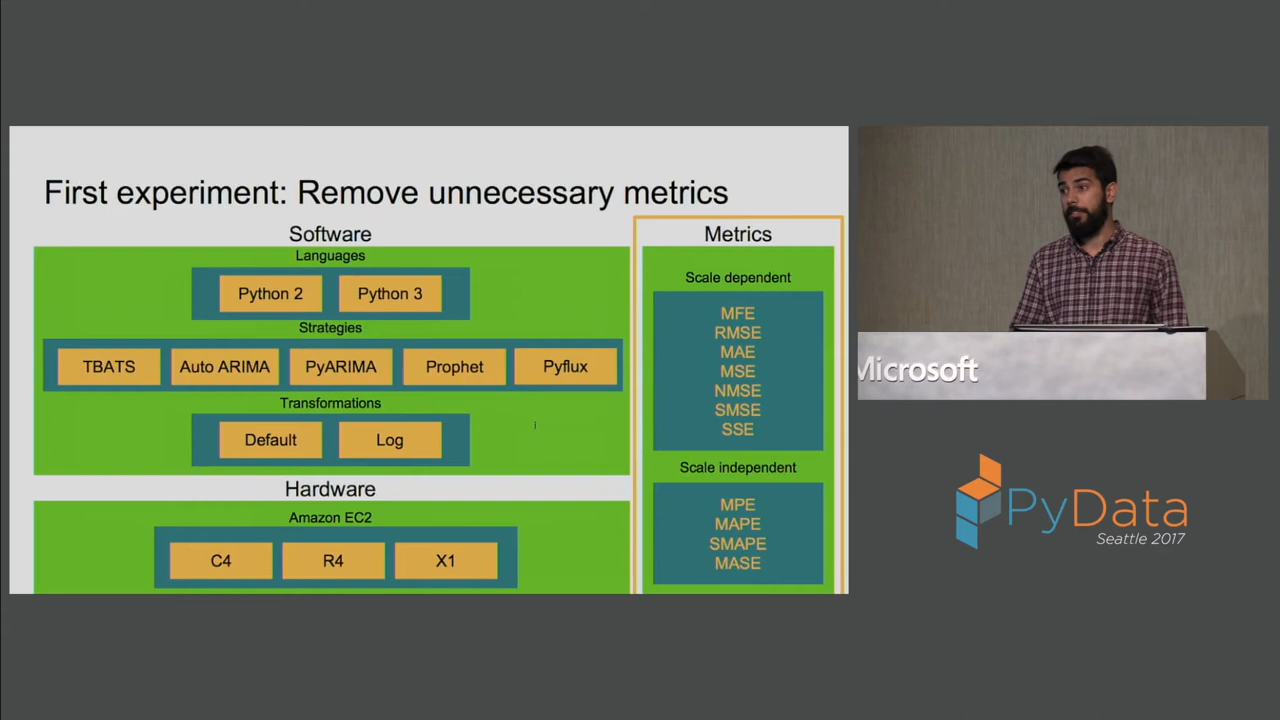 First experiment: Remove unnecessary metrics
Software
Languages
Python 2
Python 3
Strategies
TBATS
Auto ARIMA
PyARIMA
Prophet
Pyflux
Transformations
Default
Log
Hardware
Amazon EC2
C4
R4
X1
Metrics
Scale dependent
MFE
RMSE
MAE
MSE
NMSE
SMSE
SSE
Scale independent
MPE
MAPE
SMAPE
MASE
Microsoft
PyData
Seattle 2017